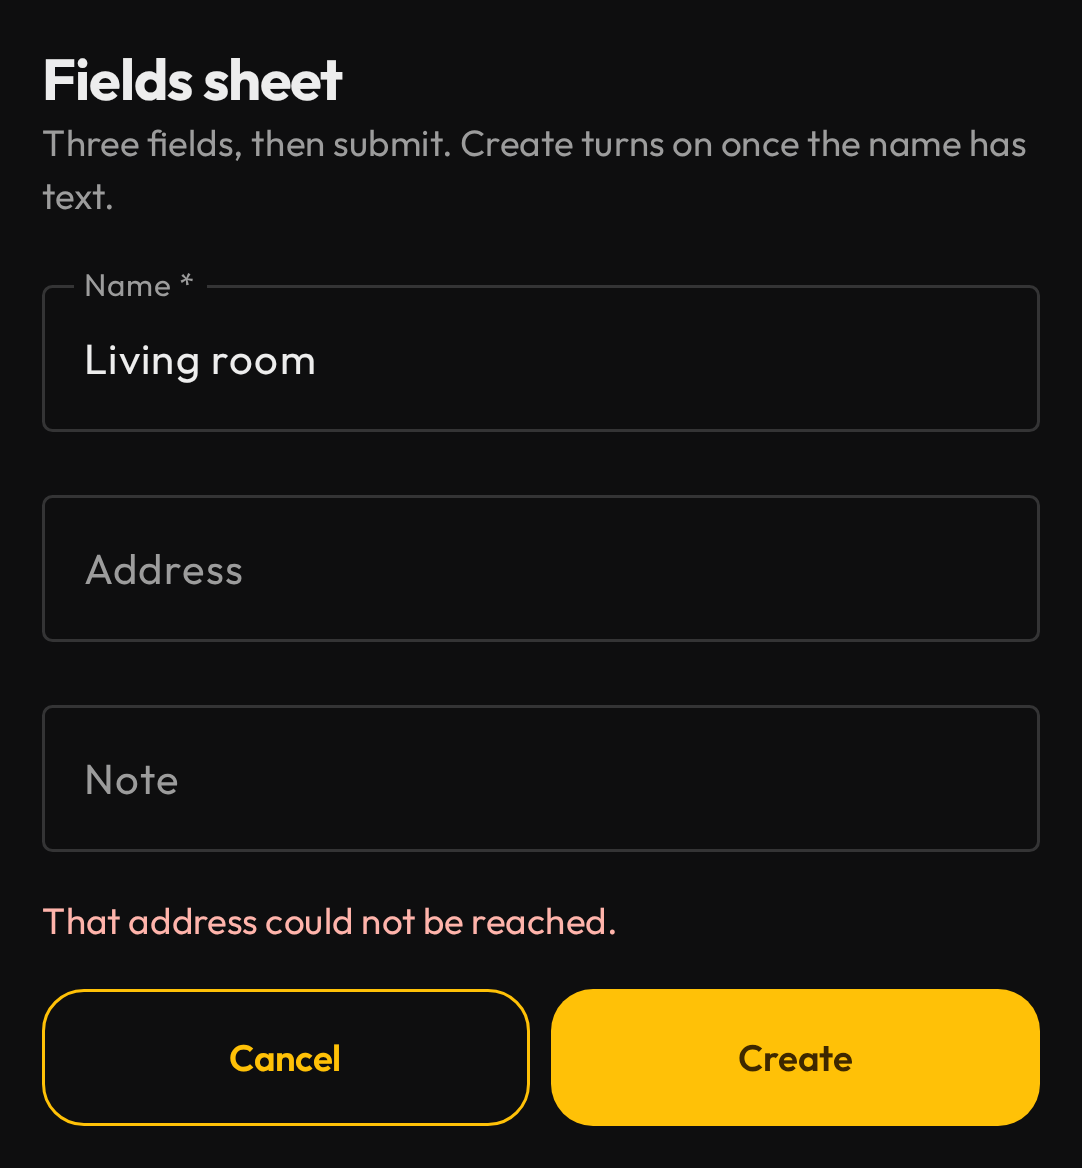 Fields sheet
Three fields, then submit. Create turns on once the name has
text.
Name *
Living room
Address
Note
That address could not be reached.
Cancel
Create